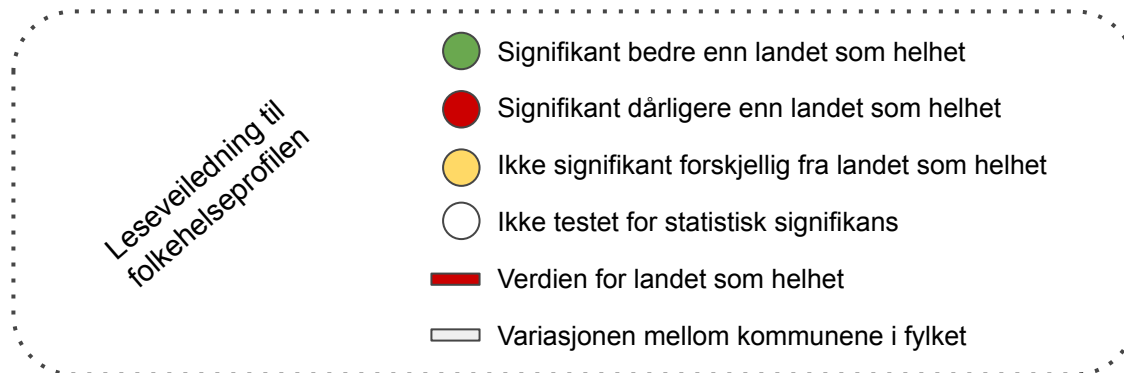 Leseveiledning til
folkehelseprofilen
Signifikant bedre enn landet som helhet
Signifikant dårligere enn landet som helhet
Ikke signifikant forskjellig fra landet som helhet
Ikke testet for statistisk signifikans
Verdien for landet som helhet
Variasjonen mellom kommunene i fylket